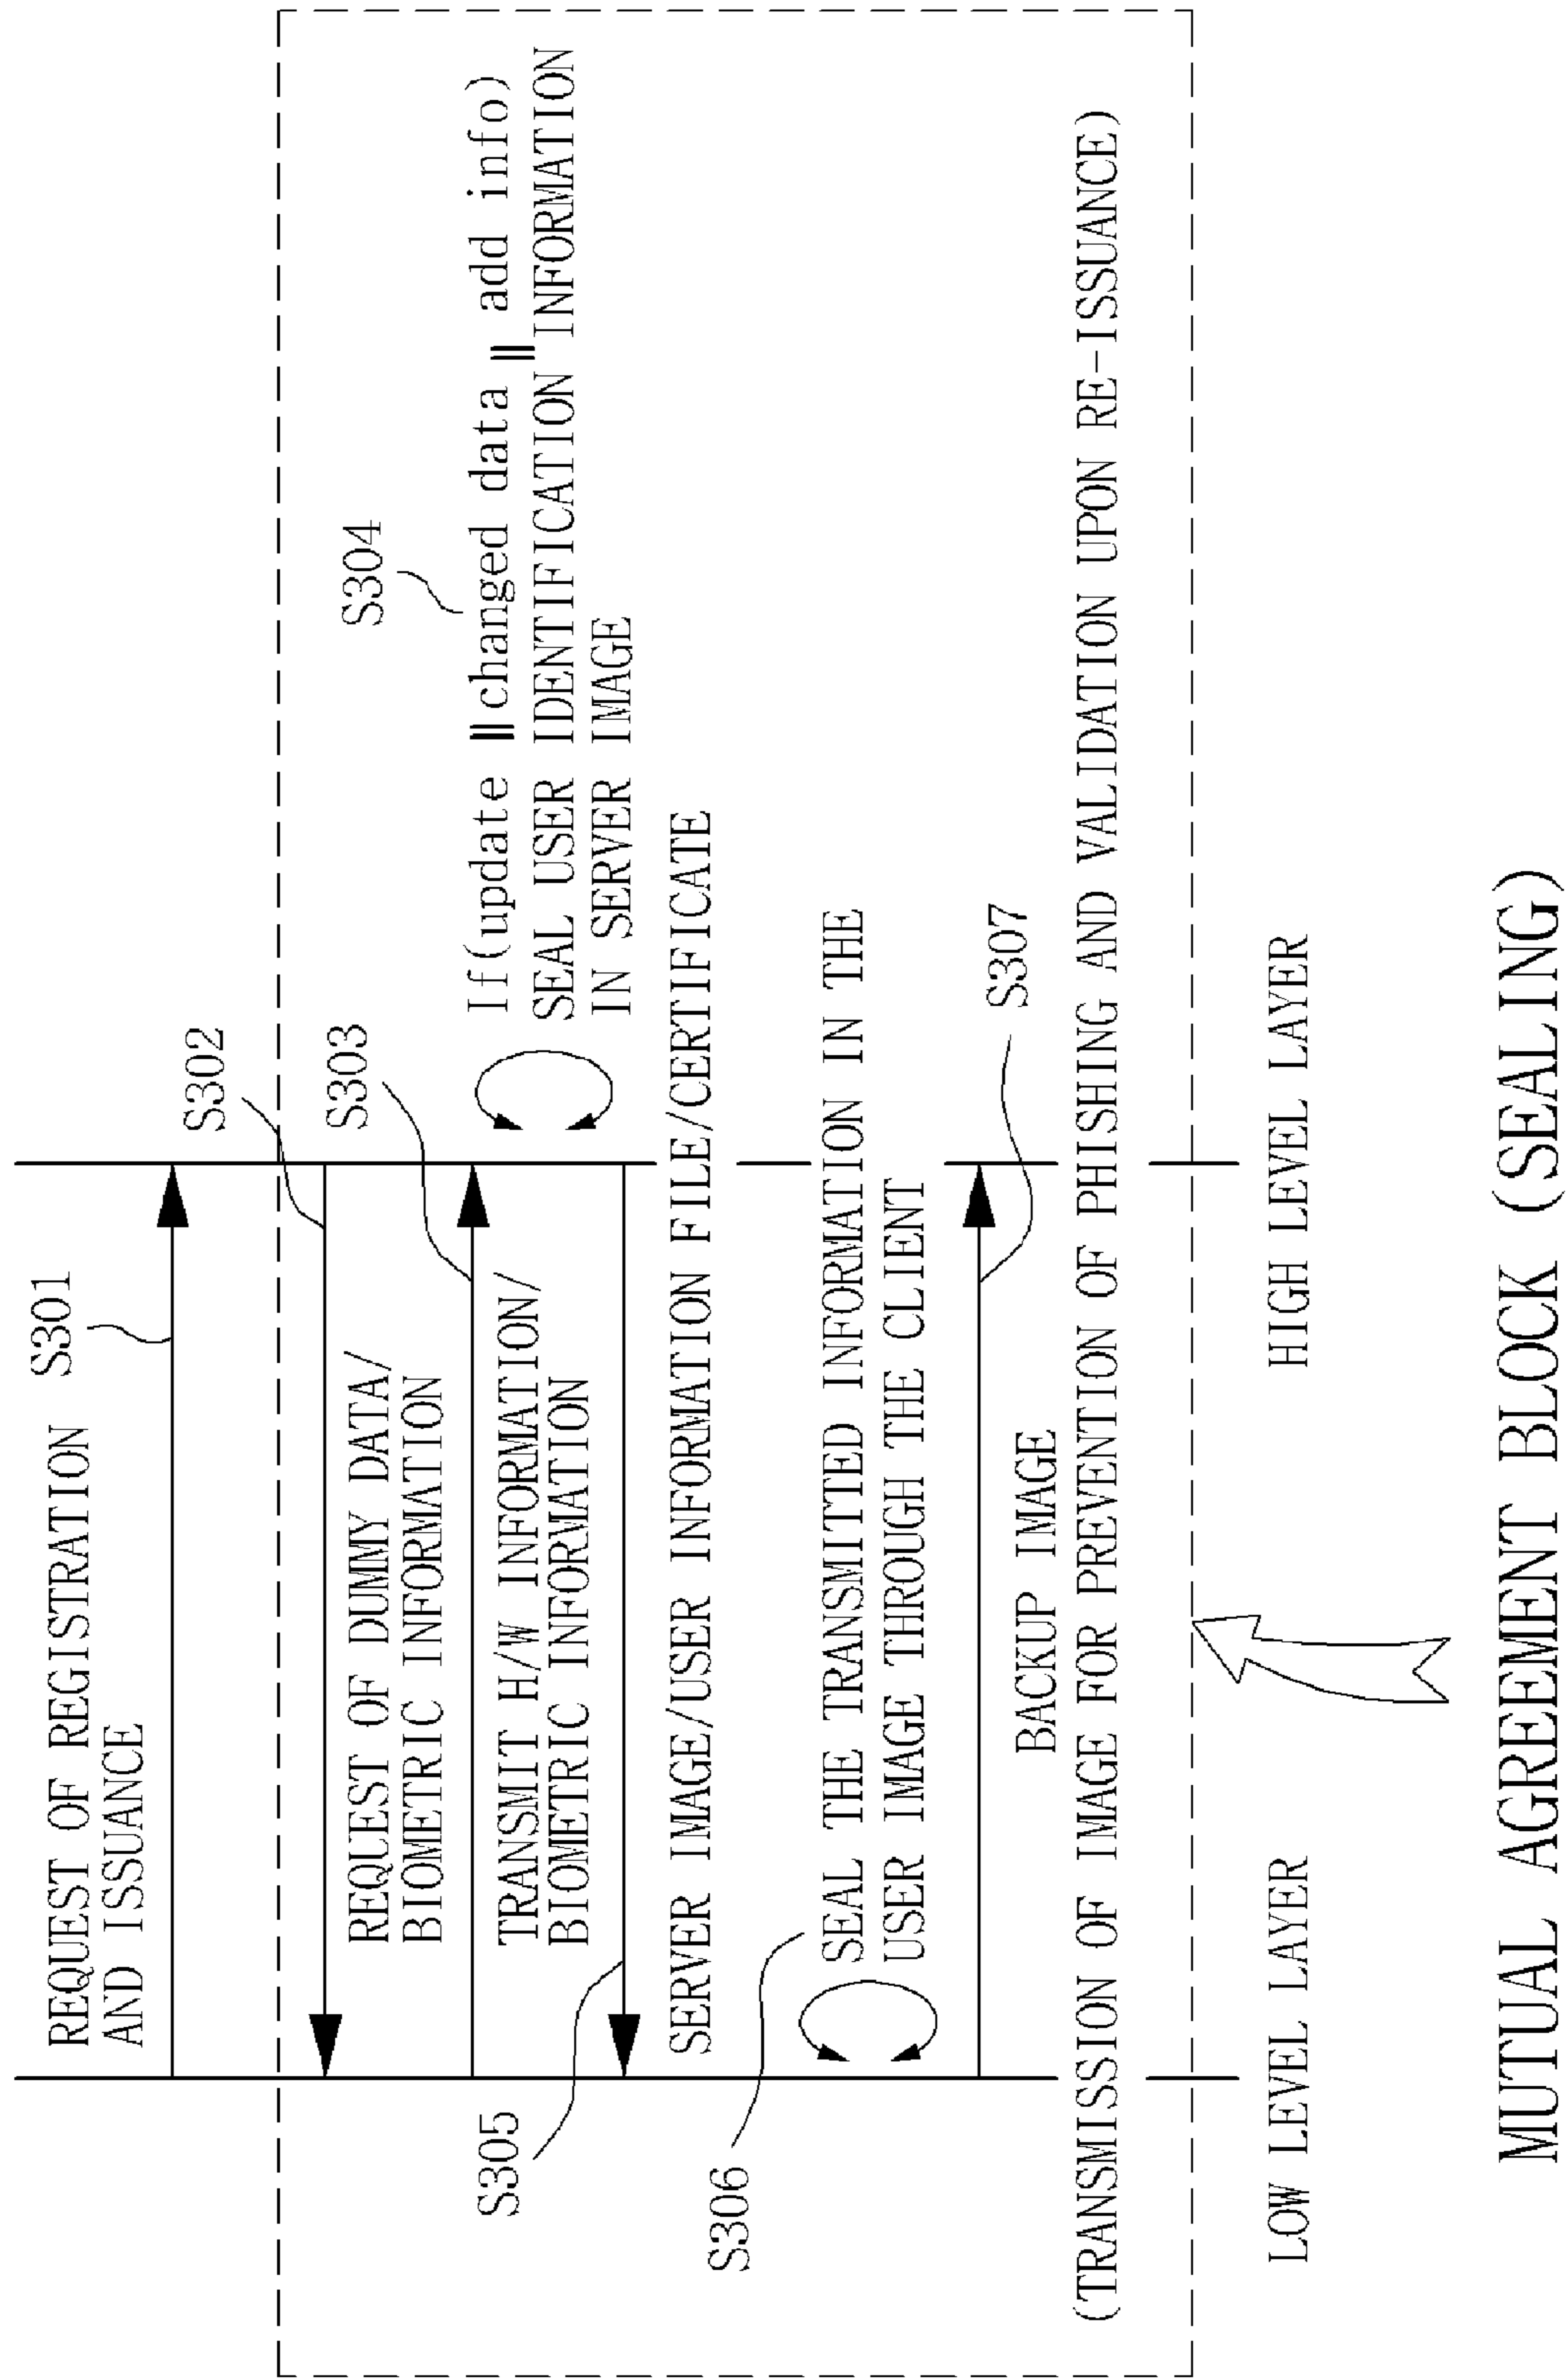 REQUEST OF REGISTRATION
AND ISSUANCE
S301
S302
REQUEST OF DUMMY DATA/
BIOMETRIC INFORMATION
S303
TRANSMIT H/W INFORMATION/
BIOMETRIC INFORMATION
S304
If(update ||changed data || add info)
SEAL USER IDENTIFICATION INFORMATION
IN SERVER IMAGE
S305
SERVER IMAGE/USER INFORMATION FILE/CERTIFICATE
S306
SEAL THE TRANSMITTED INFORMATION IN THE
USER IMAGE THROUGH THE CLIENT
S307
BACKUP IMAGE
(TRANSMISSION OF IMAGE FOR PREVENTION OF PHISHING AND VALIDATION UPON RE-ISSUANCE)
LOW LEVEL LAYER
HIGH LEVEL LAYER
MUTUAL AGREEMENT BLOCK (SEALING)